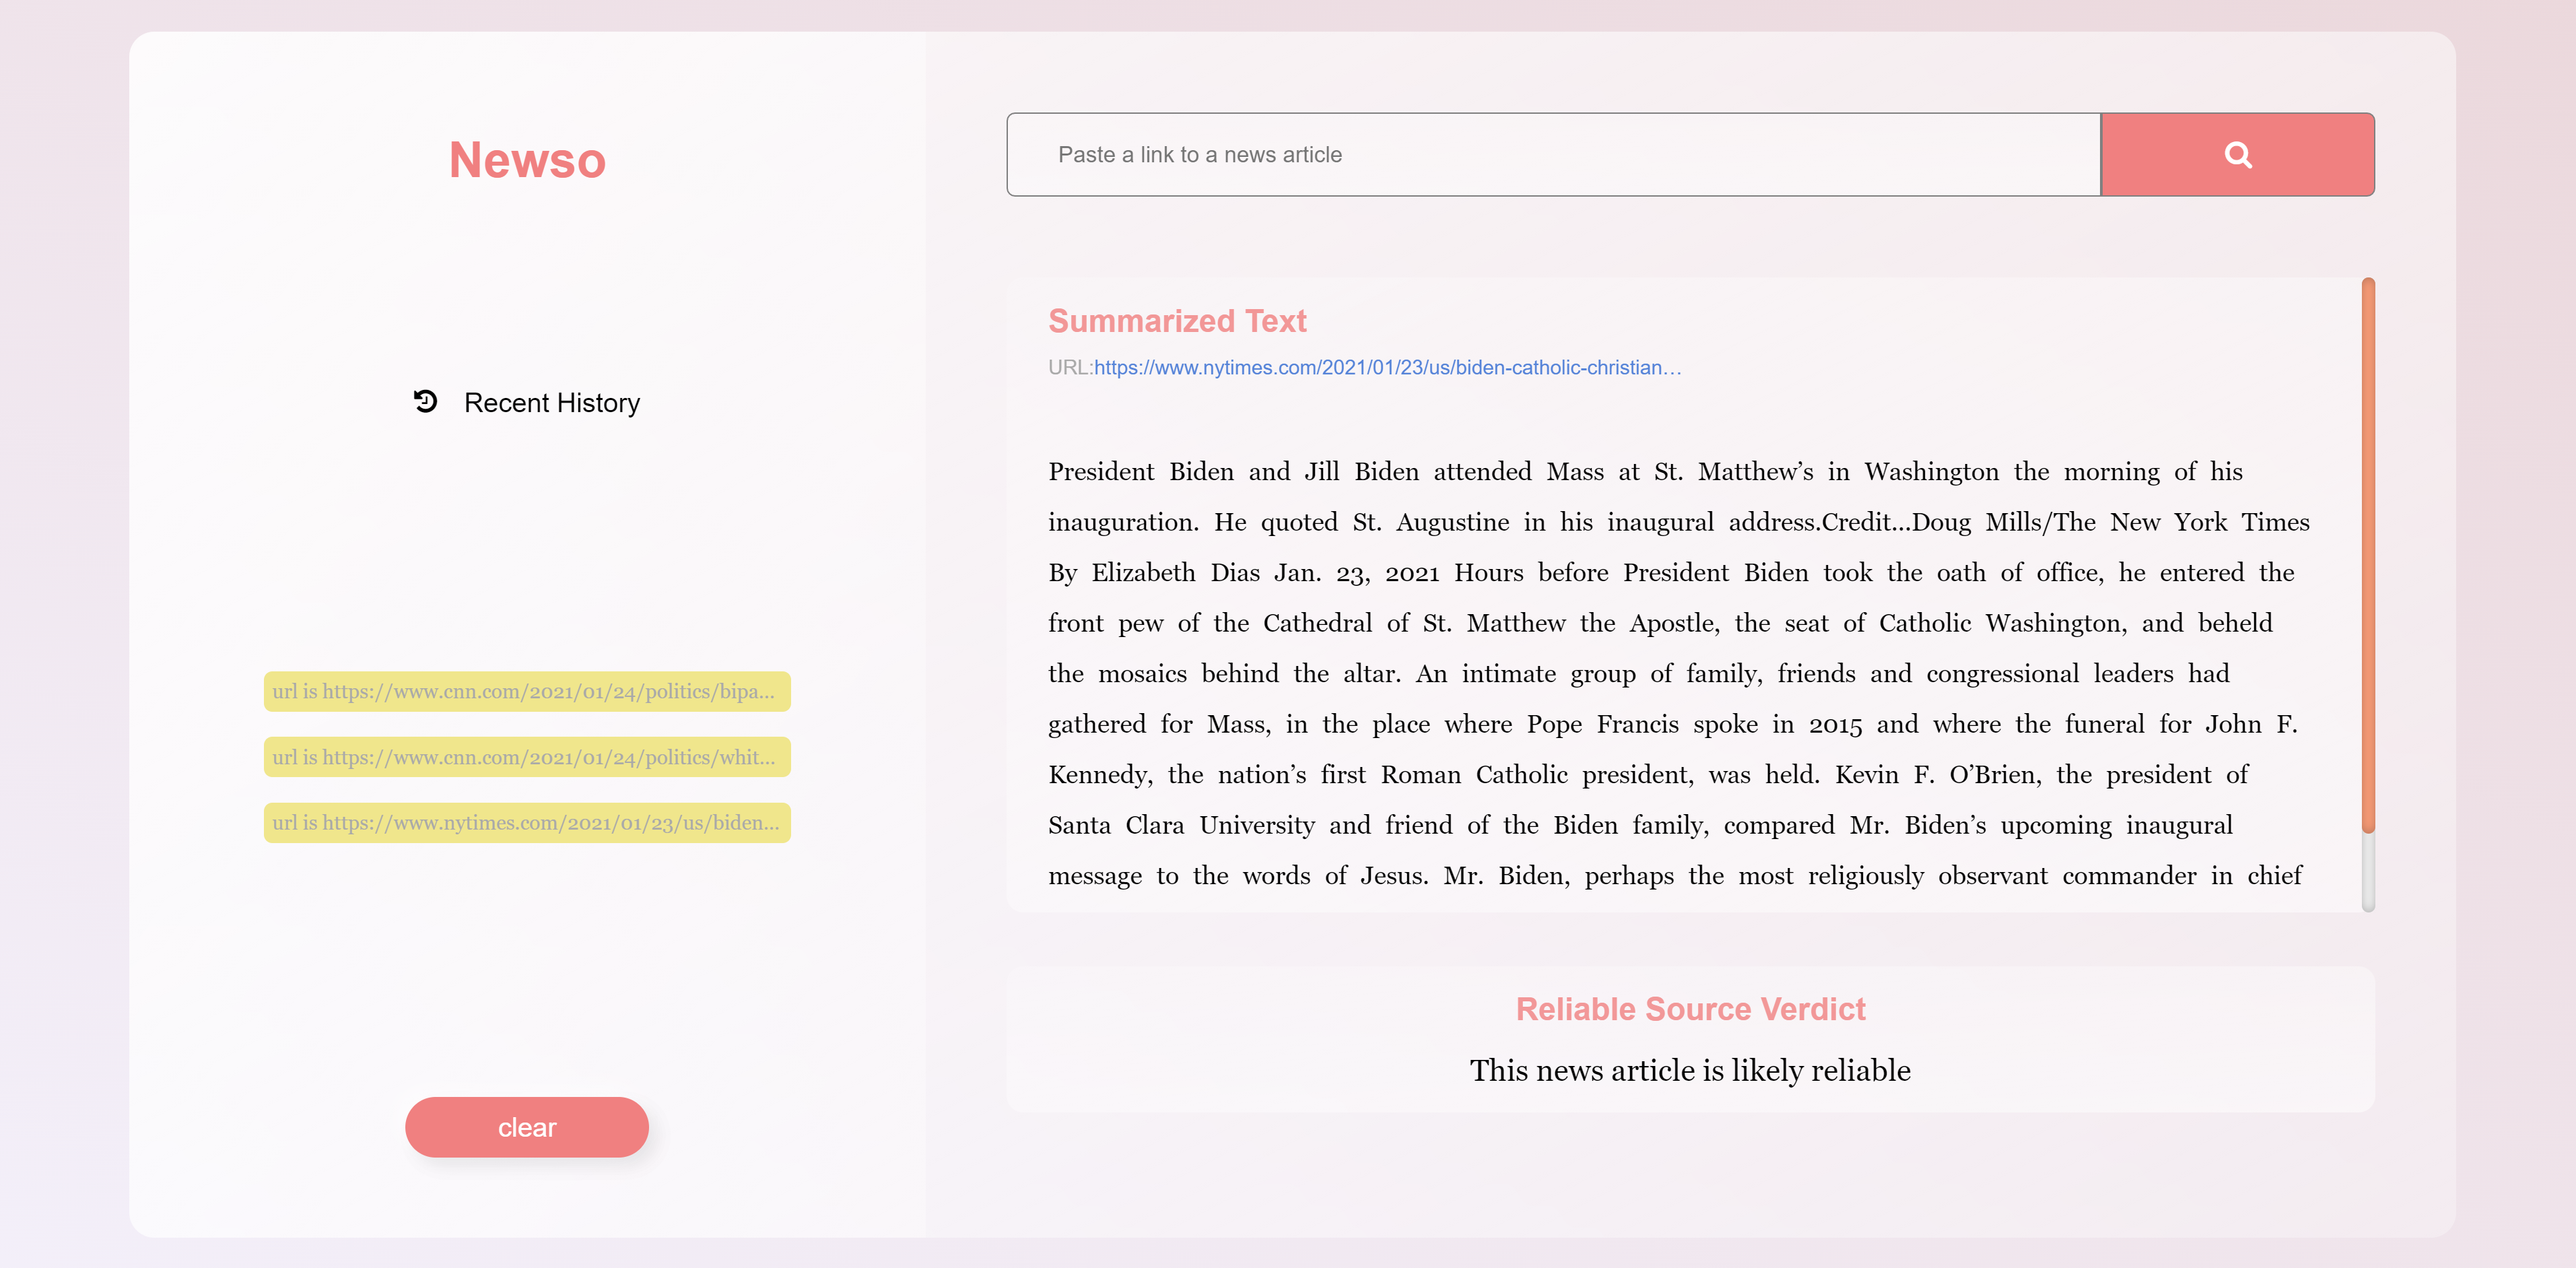 Newso
Recent History
url is https://www.cnn.com/2021/01/24/politics/bipa...
url is https://www.cnn.com/2021/01/24/politics/whit...
url is https://www.nytimes.com/2021/01/23/us/biden...
clear
Paste a link to a news article
Summarized Text
URL:https://www.nytimes.com/2021/01/23/us/biden-catholic-christian…
President Biden and Jill Biden attended Mass at St. Matthew’s in Washington the morning of his
inauguration. He quoted St. Augustine in his inaugural address.Credit...Doug Mills/The New York Times
By Elizabeth Dias Jan. 23, 2021 Hours before President Biden took the oath of office, he entered the
front pew of the Cathedral of St. Matthew the Apostle, the seat of Catholic Washington, and beheld
the mosaics behind the altar. An intimate group of family, friends and congressional leaders had
gathered for Mass, in the place where Pope Francis spoke in 2015 and where the funeral for John F.
Kennedy, the nation’s first Roman Catholic president, was held. Kevin F. O’Brien, the president of
Santa Clara University and friend of the Biden family, compared Mr. Biden’s upcoming inaugural
message to the words of Jesus. Mr. Biden, perhaps the most religiously observant commander in chief
Reliable Source Verdict
This news article is likely reliable